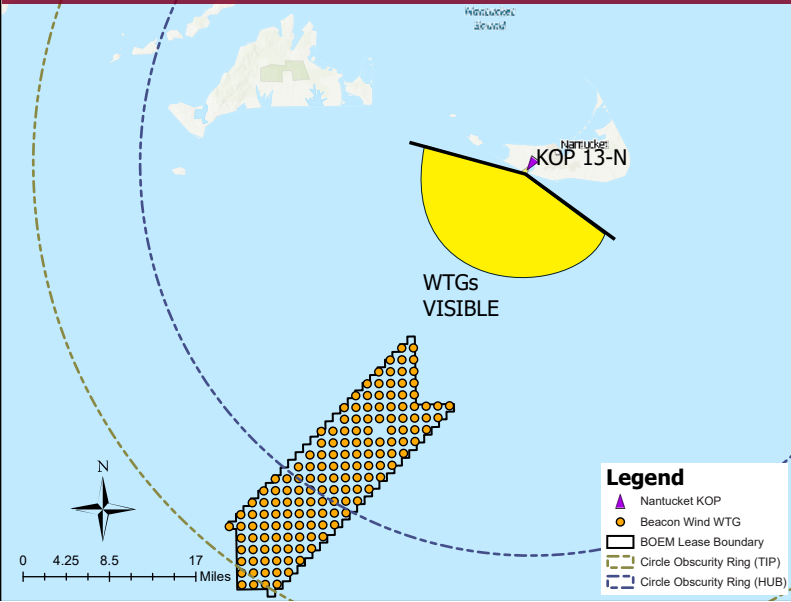 Nantucket
Sound
Nantucket
KOP 13-N
WTGs
VISIBLE
N
0 4.25 8.5 17
Miles
Legend
Nantucket KOP
Beacon Wind WTG
BOEM Lease Boundary
Circle Obscurity Ring (TIP)
Circle Obscurity Ring (HUB)